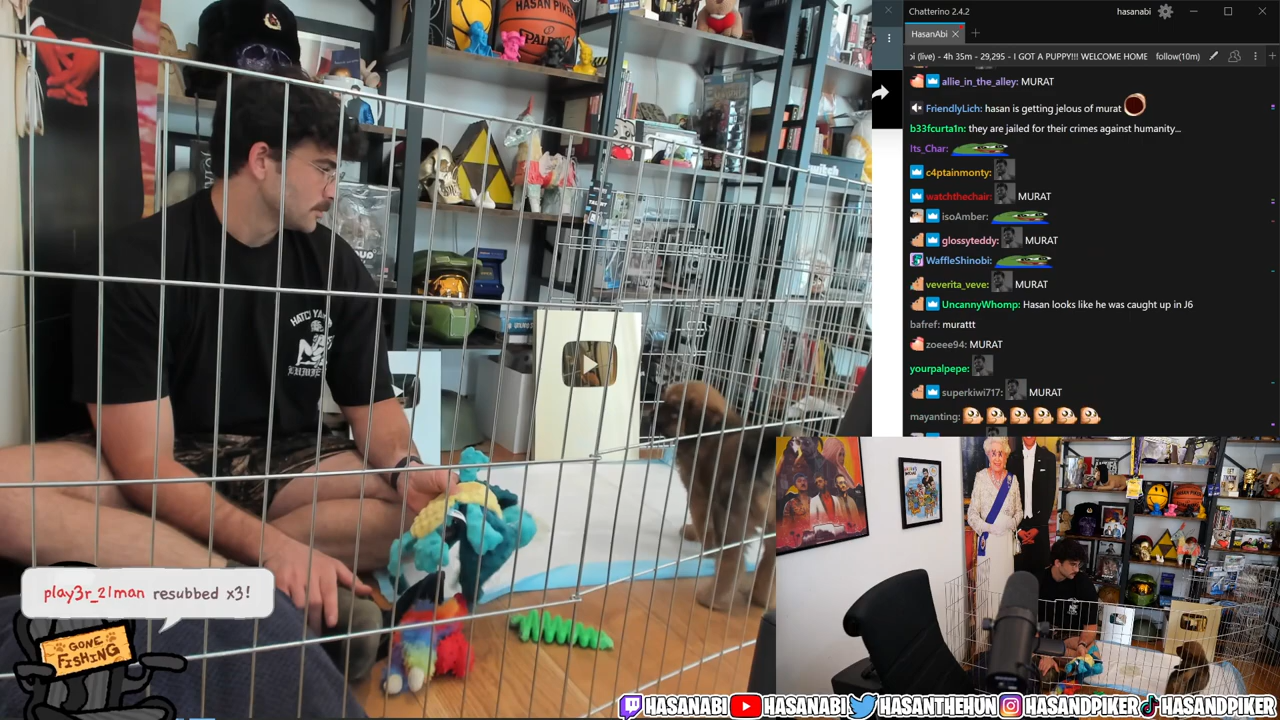 Chatterino 2.4.2
hasanabi
HasanAbi
(live) - 4h 35m - 29,295 - I GOT A PUPPY!!! WELCOME HOME
follow(10m)
allie_in_the_alley: MURAT
FriendlyLich: hasan is getting jelous of murat
b33fcurta1n: they are jailed for their crimes against humanity...
Its_Char:
c4ptainmonty:
watchthechair: MURAT
isoAmber:
glossyteddy: MURAT
WaffleShinobi:
veverita_veve: MURAT
UncannyWhomp: Hasan looks like he was caught up in J6
bafref: murattt
zoeee94: MURAT
yourpalpepe:
superkiwi717: MURAT
mayanting:
HASAN PIKER
SPALDING
play3r_21man resubbed x3!
GONE
FISHING
HASANABI HASANABI HASANTHEHUN HASANDPIKER HASANDPIKER